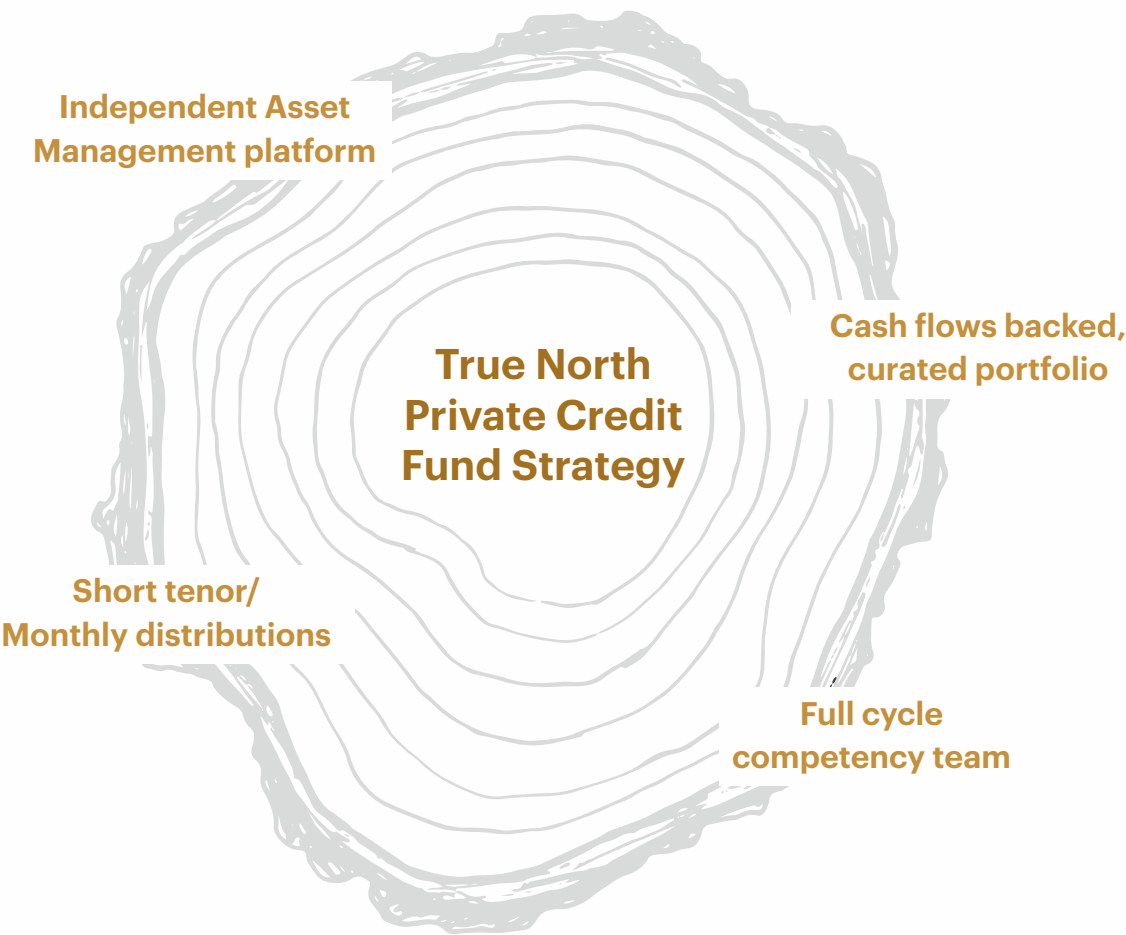 Independent Asset
Management platform
Cash flows backed,
curated portfolio
True North
Private Credit
Fund Strategy
Short tenor/
Monthly distributions
Full cycle
competency team